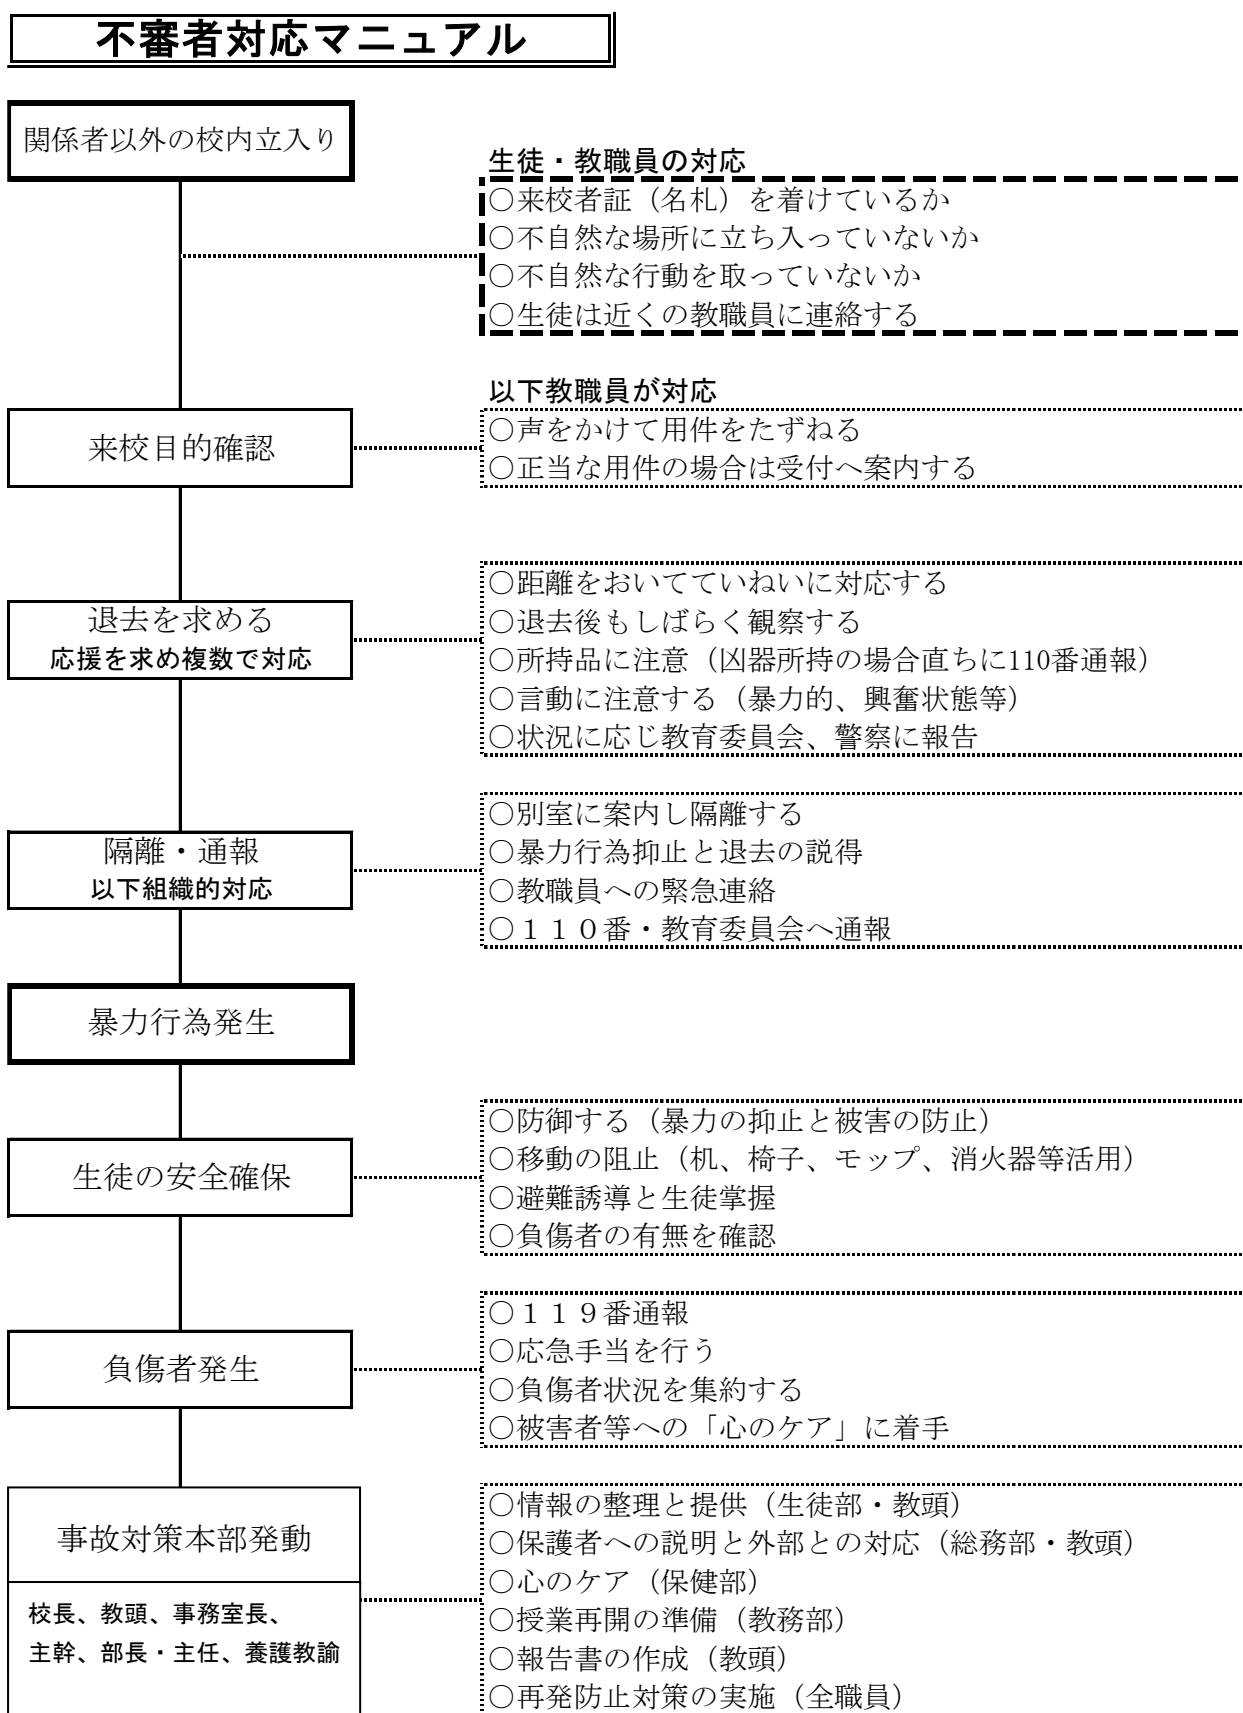 不審者対応マニュアル
関係者以外の校内立入り
生徒・教職員の対応
○来校者証（名札）を着けているか
○不自然な場所に立ち入っていないか
○不自然な行動を取っていないか
○生徒は近くの教職員に連絡する
以下教職員が対応
来校目的確認
○声をかけて用件をたずねる
○正当な用件の場合は受付へ案内する
退去を求める
応援を求め複数で対応
○距離をおいてていねいに対応する
○退去後もしばらく観察する
○所持品に注意（凶器所持の場合直ちに110番通報）
○言動に注意する（暴力的、興奮状態等）
○状況に応じ教育委員会、警察に報告
隔離・通報
以下組織的対応
○別室に案内し隔離する
○暴力行為抑止と退去の説得
○教職員への緊急連絡
○１１０番・教育委員会へ通報
暴力行為発生
生徒の安全確保
○防御する（暴力の抑止と被害の防止）
○移動の阻止（机、椅子、モップ、消火器等活用）
○避難誘導と生徒掌握
○負傷者の有無を確認
負傷者発生
○１１９番通報
○応急手当を行う
○負傷者状況を集約する
○被害者等への「心のケア」に着手
事故対策本部発動
校長、教頭、事務室長、
主幹、部長・主任、養護教諭
○情報の整理と提供（生徒部・教頭）
○保護者への説明と外部との対応（総務部・教頭）
○心のケア（保健部）
○授業再開の準備（教務部）
○報告書の作成（教頭）
○再発防止対策の実施（全職員）